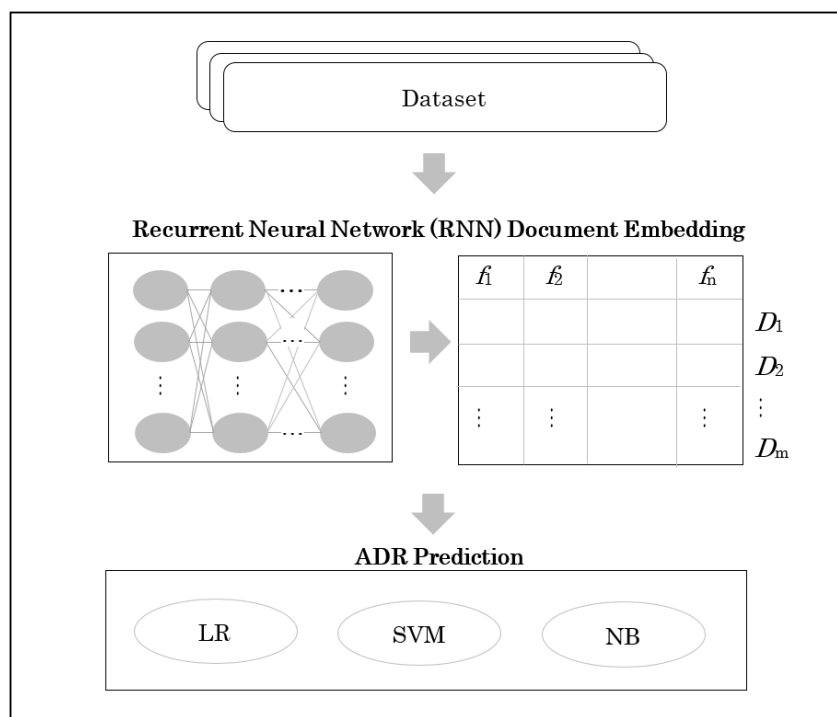 Dataset
Recurrent Neural Network (RNN) Document Embedding
f1 f2 fn
... 
D1
...
D2
⋮ ⋮ ⋮ ⋮ ⋮ ⋮ ⋮
Dm
...
ADR Prediction
LR SVM NB